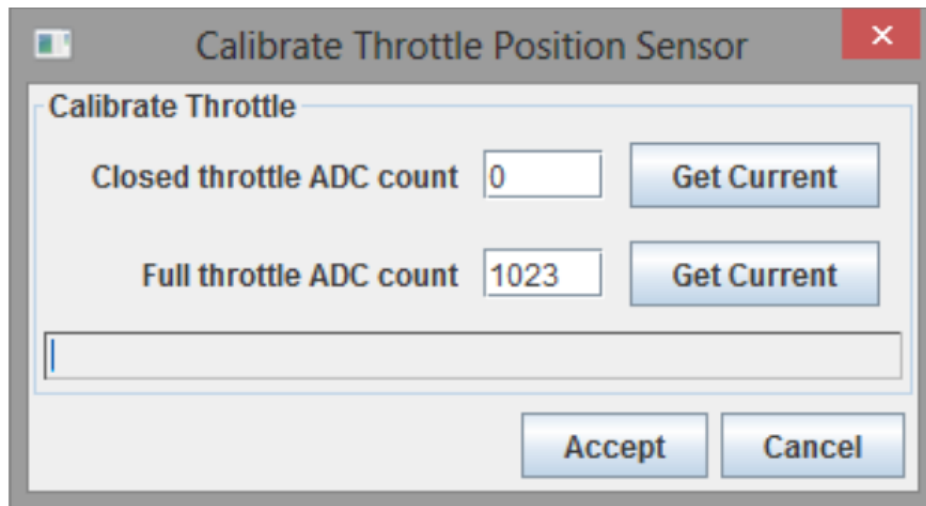 Calibrate Throttle Position Sensor
Calibrate Throttle
Closed throttle ADC count 0 Get Current
Full throttle ADC count 1023 Get Current
Accept Cancel